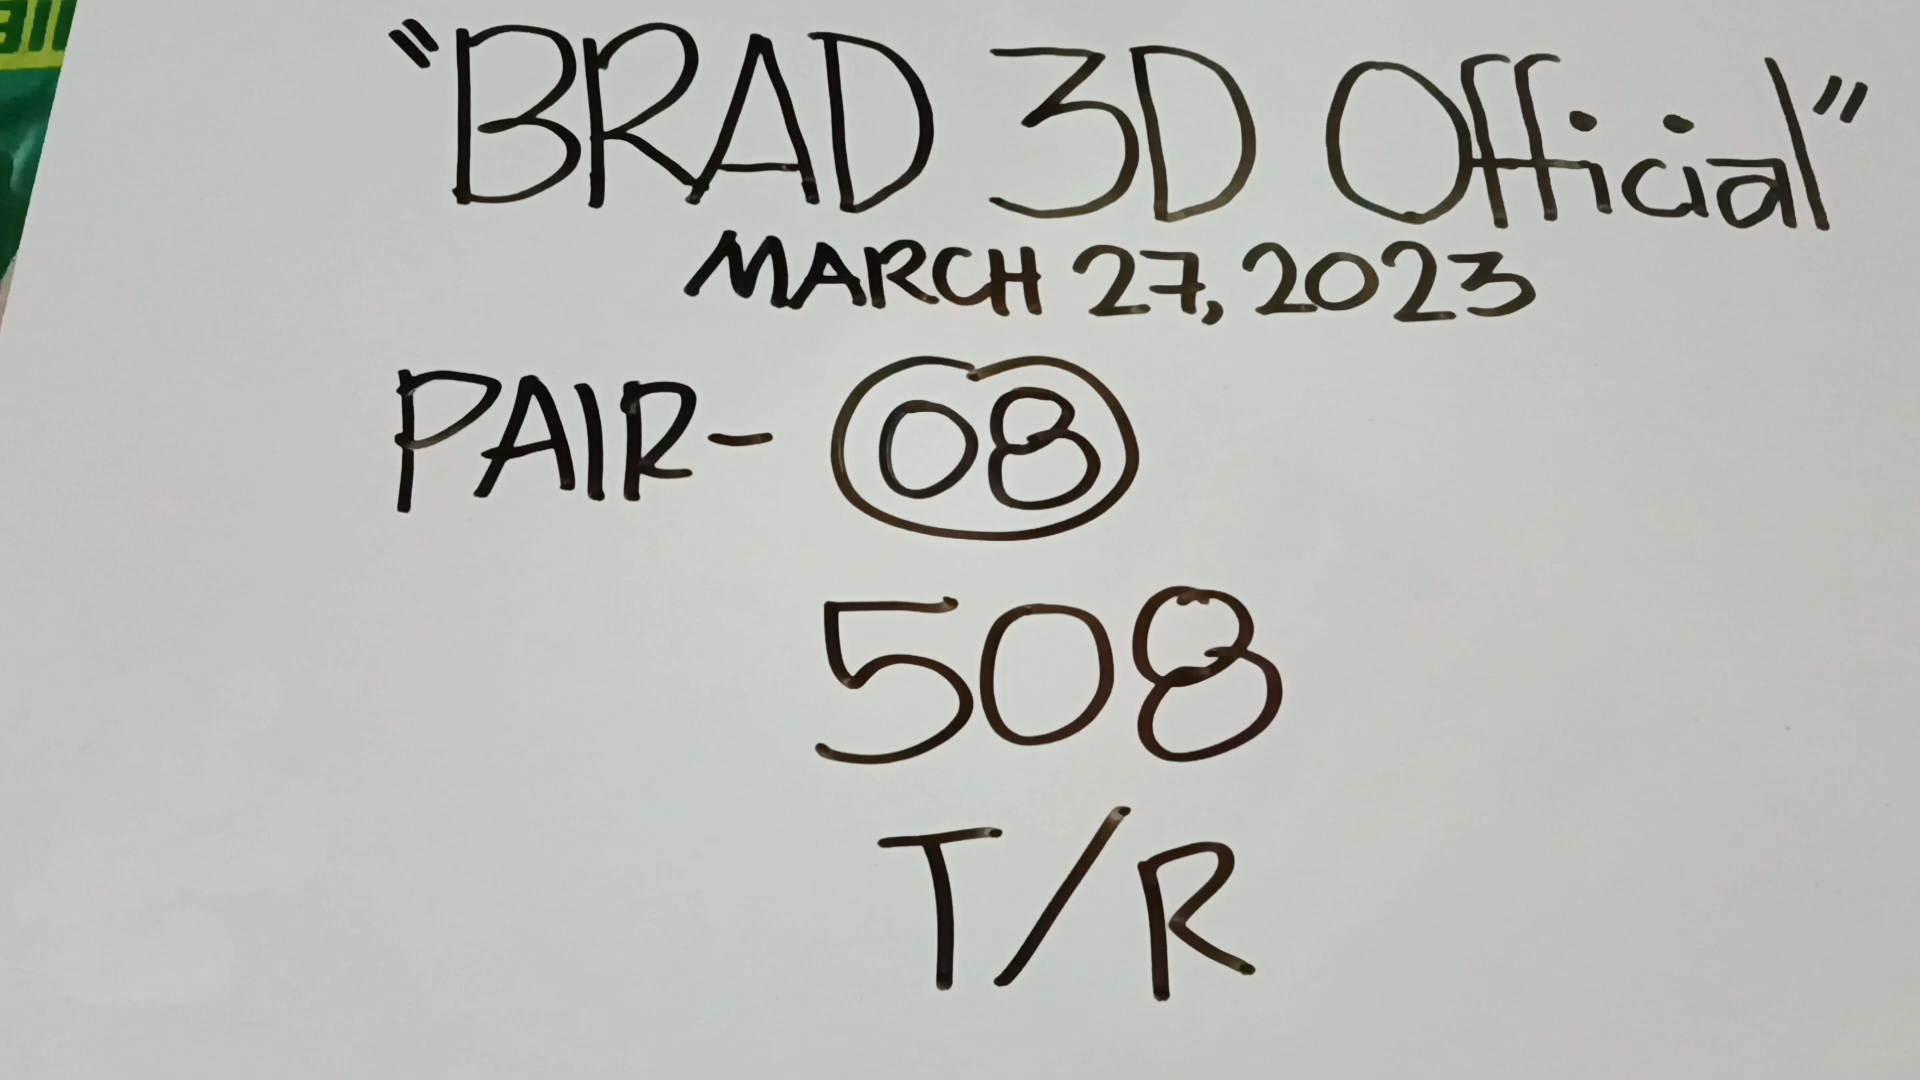 "BRAD 3D Official"
MARCH 27, 2023
PAIR- 08
508
T/R